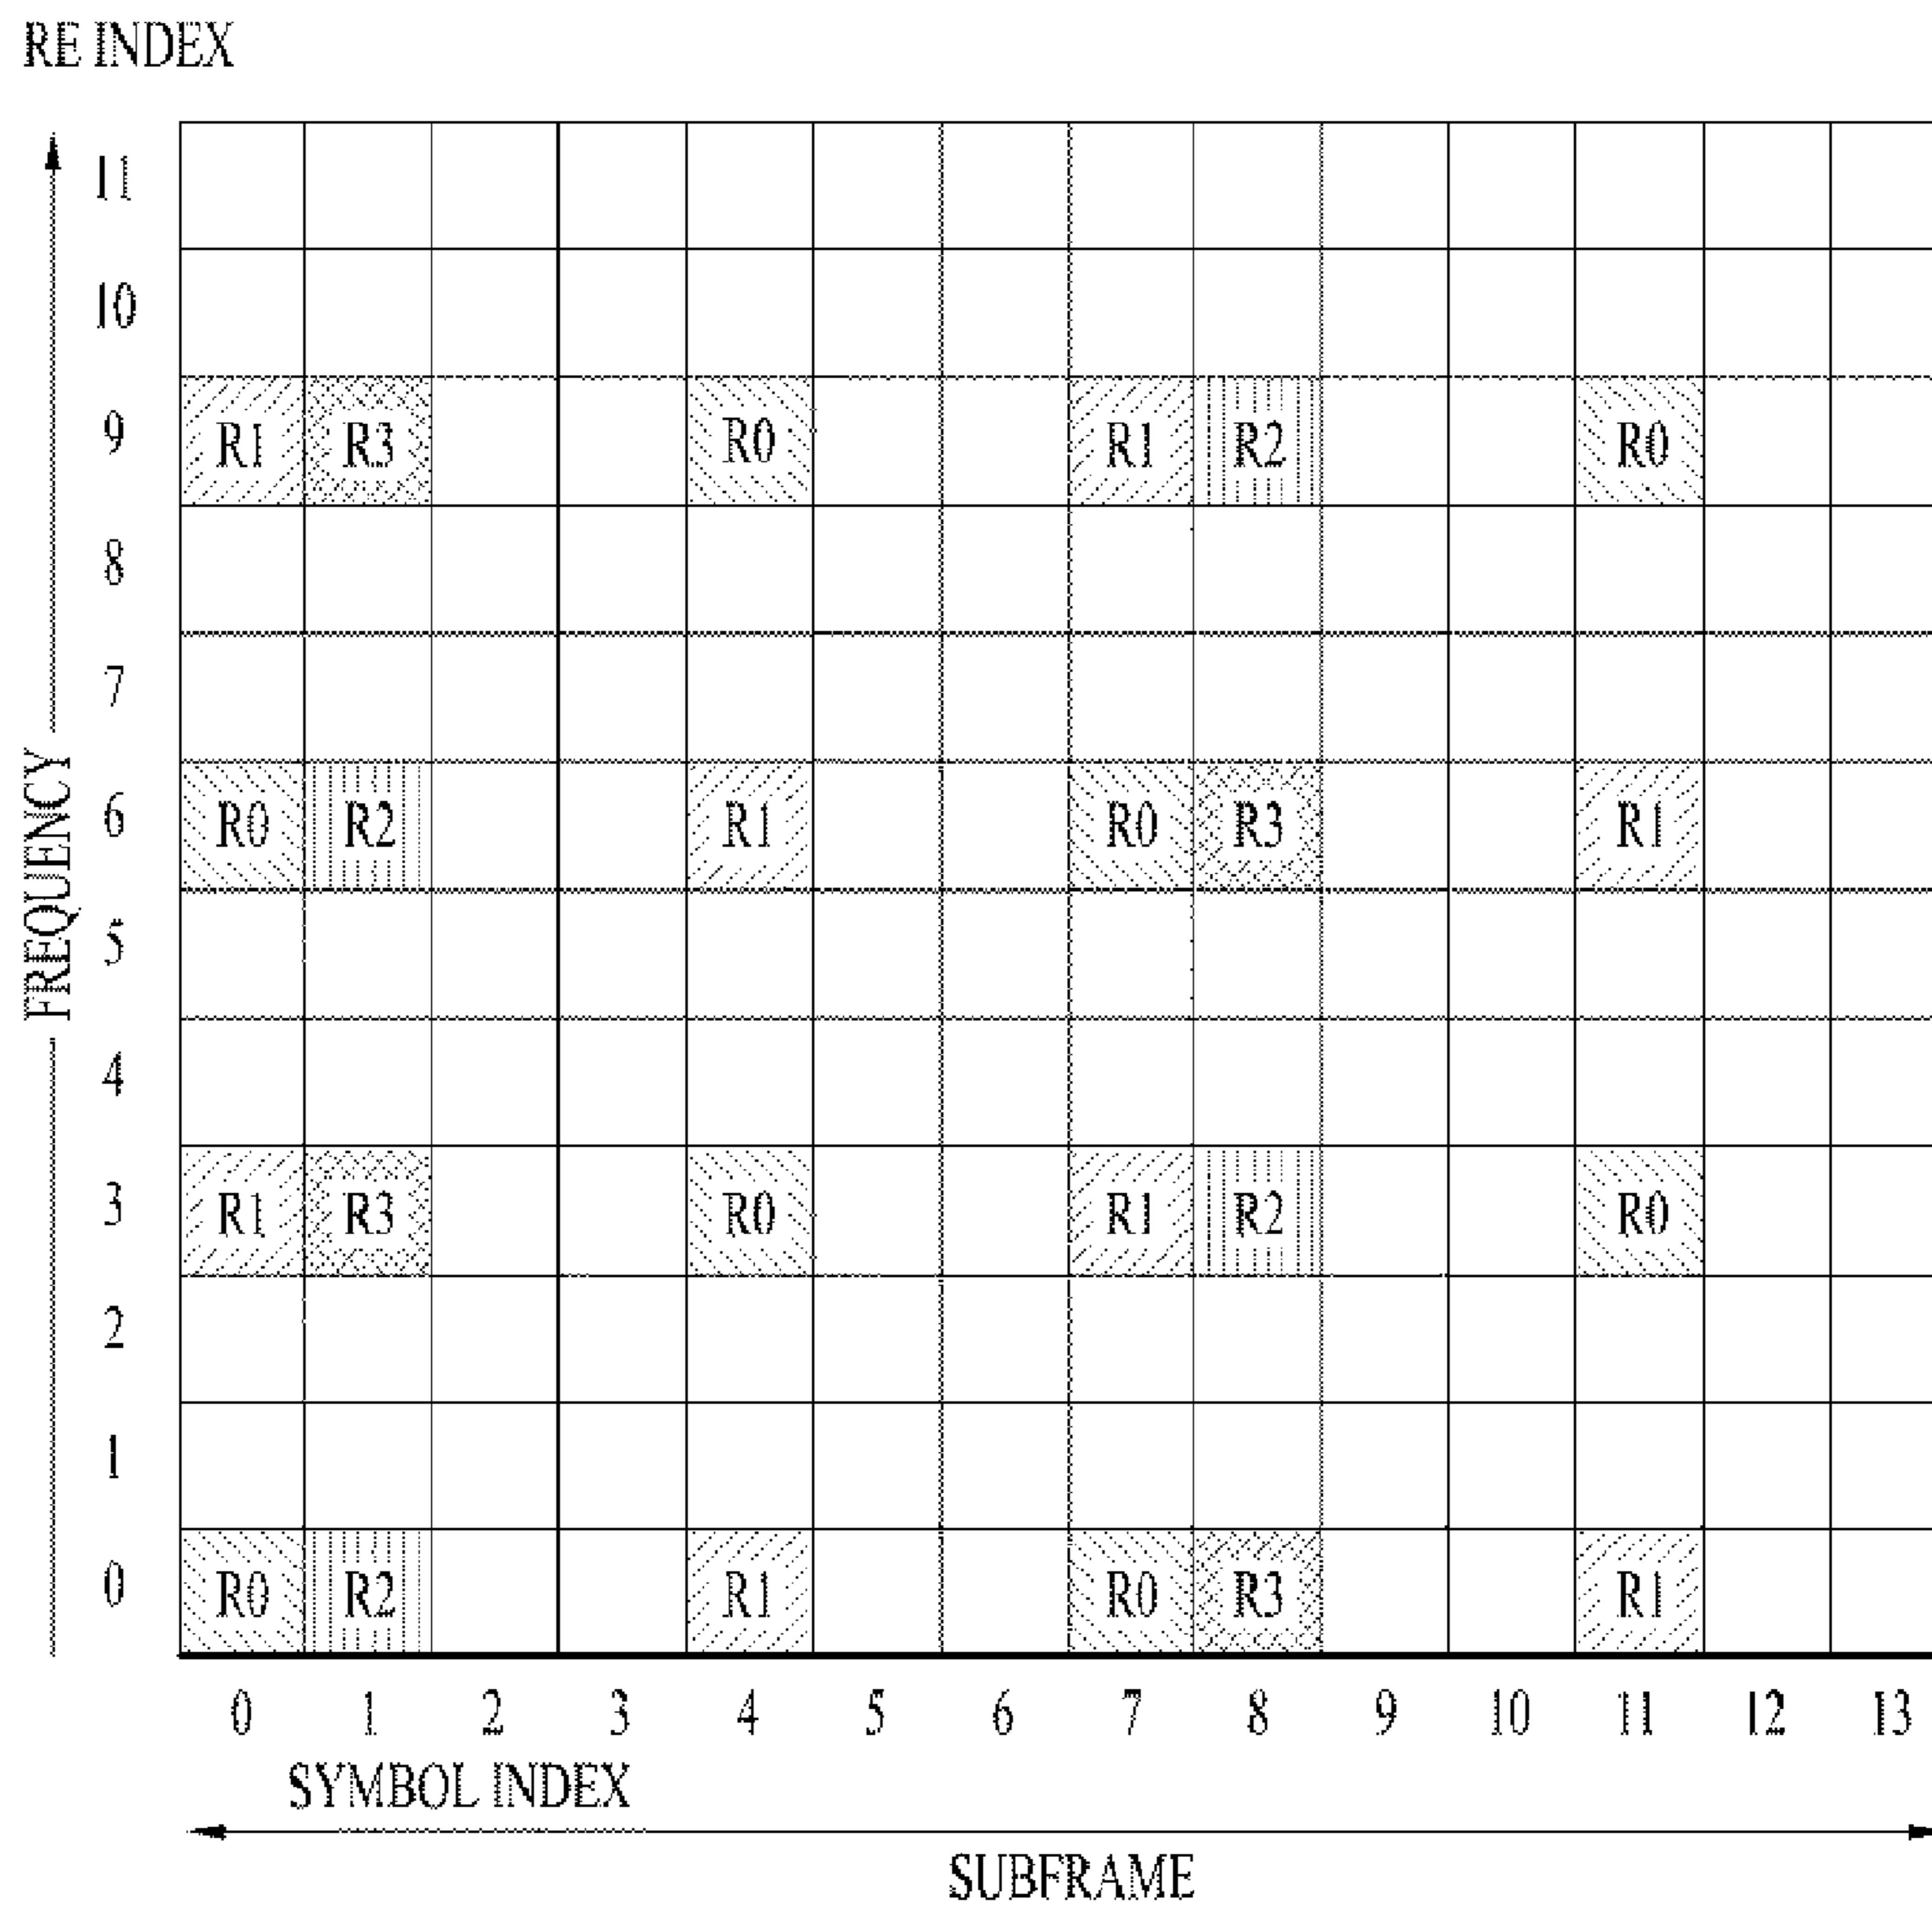 RE INDEX
11
10
9 R1 R3 R0 R1 R2 R0
8
7
6 R0 R2 R1 R0 R3 R1
5
4
3 R1 R3 R0 R1 R2 R0
2
1
0 R0 R2 R1 R0 R3 R1
FREQUENCY
0 1 2 3 4 5 6 7 8 9 10 11 12 13
SYMBOL INDEX
SUBFRAME